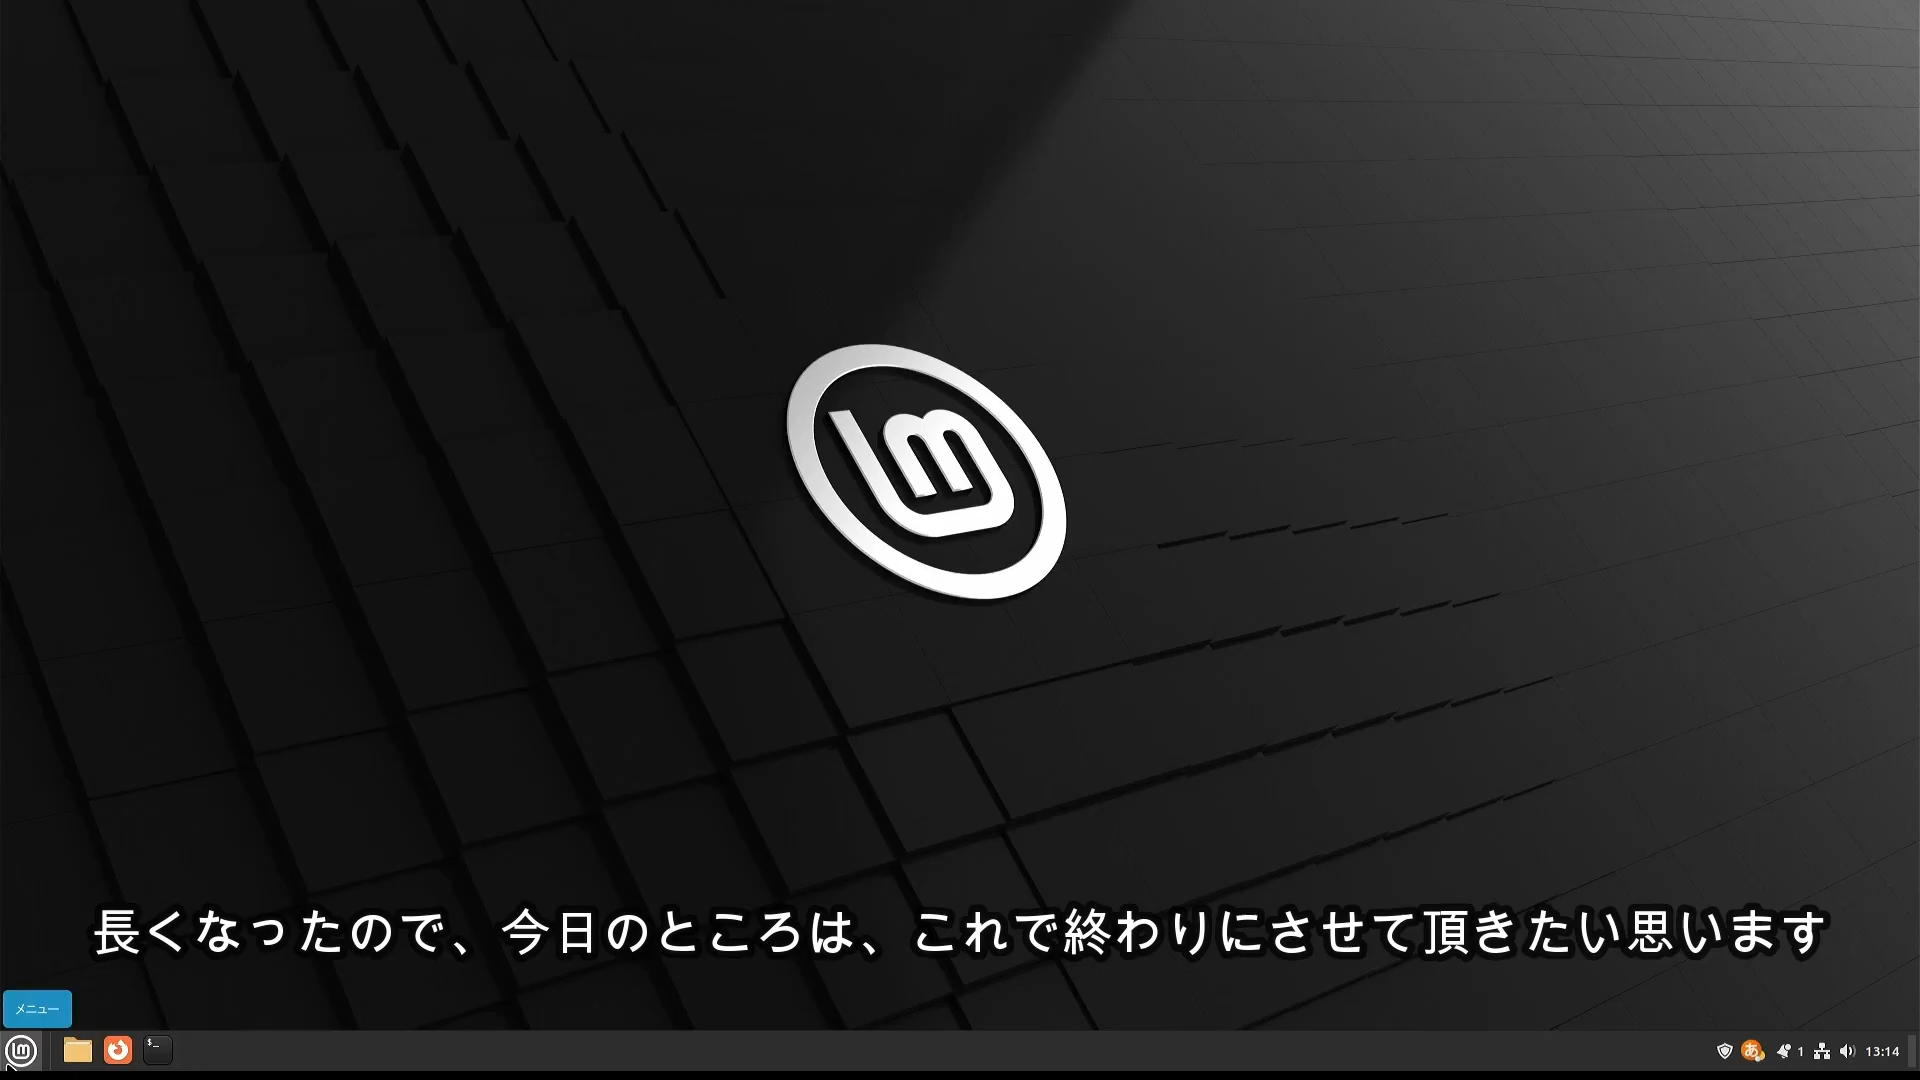 長くなったので、今日のところは、これで終わりにさせて頂きたい思います
メニュー
$_
あ
1
13:14